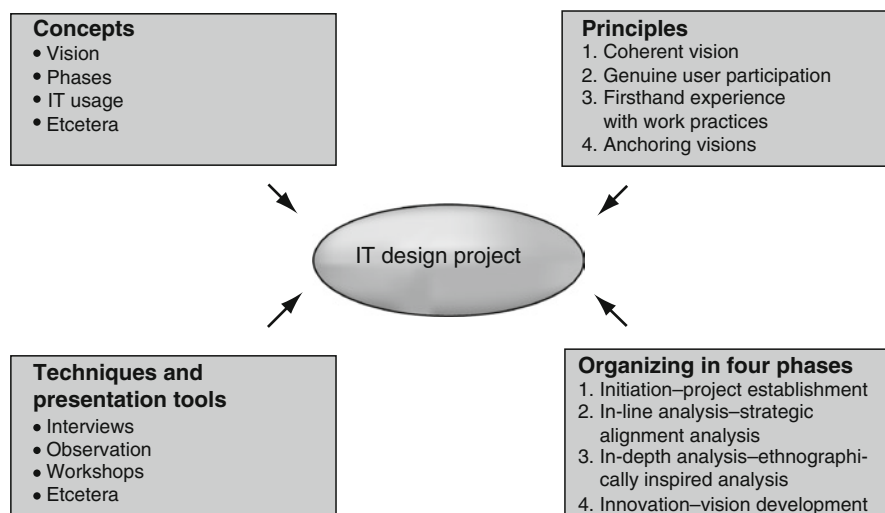 Concepts
• Vision
• Phases
• IT usage
• Etcetera
Principles
1. Coherent vision
2. Genuine user participation
3. Firsthand experience
with work practices
4. Anchoring visions
IT design project
Techniques and
presentation tools
• Interviews
• Observation
• Workshops
• Etcetera
Organizing in four phases
1. Initiation–project establishment
2. In-line analysis–strategic
alignment analysis
3. In-depth analysis–ethnographi-
cally inspired analysis
4. Innovation–vision development